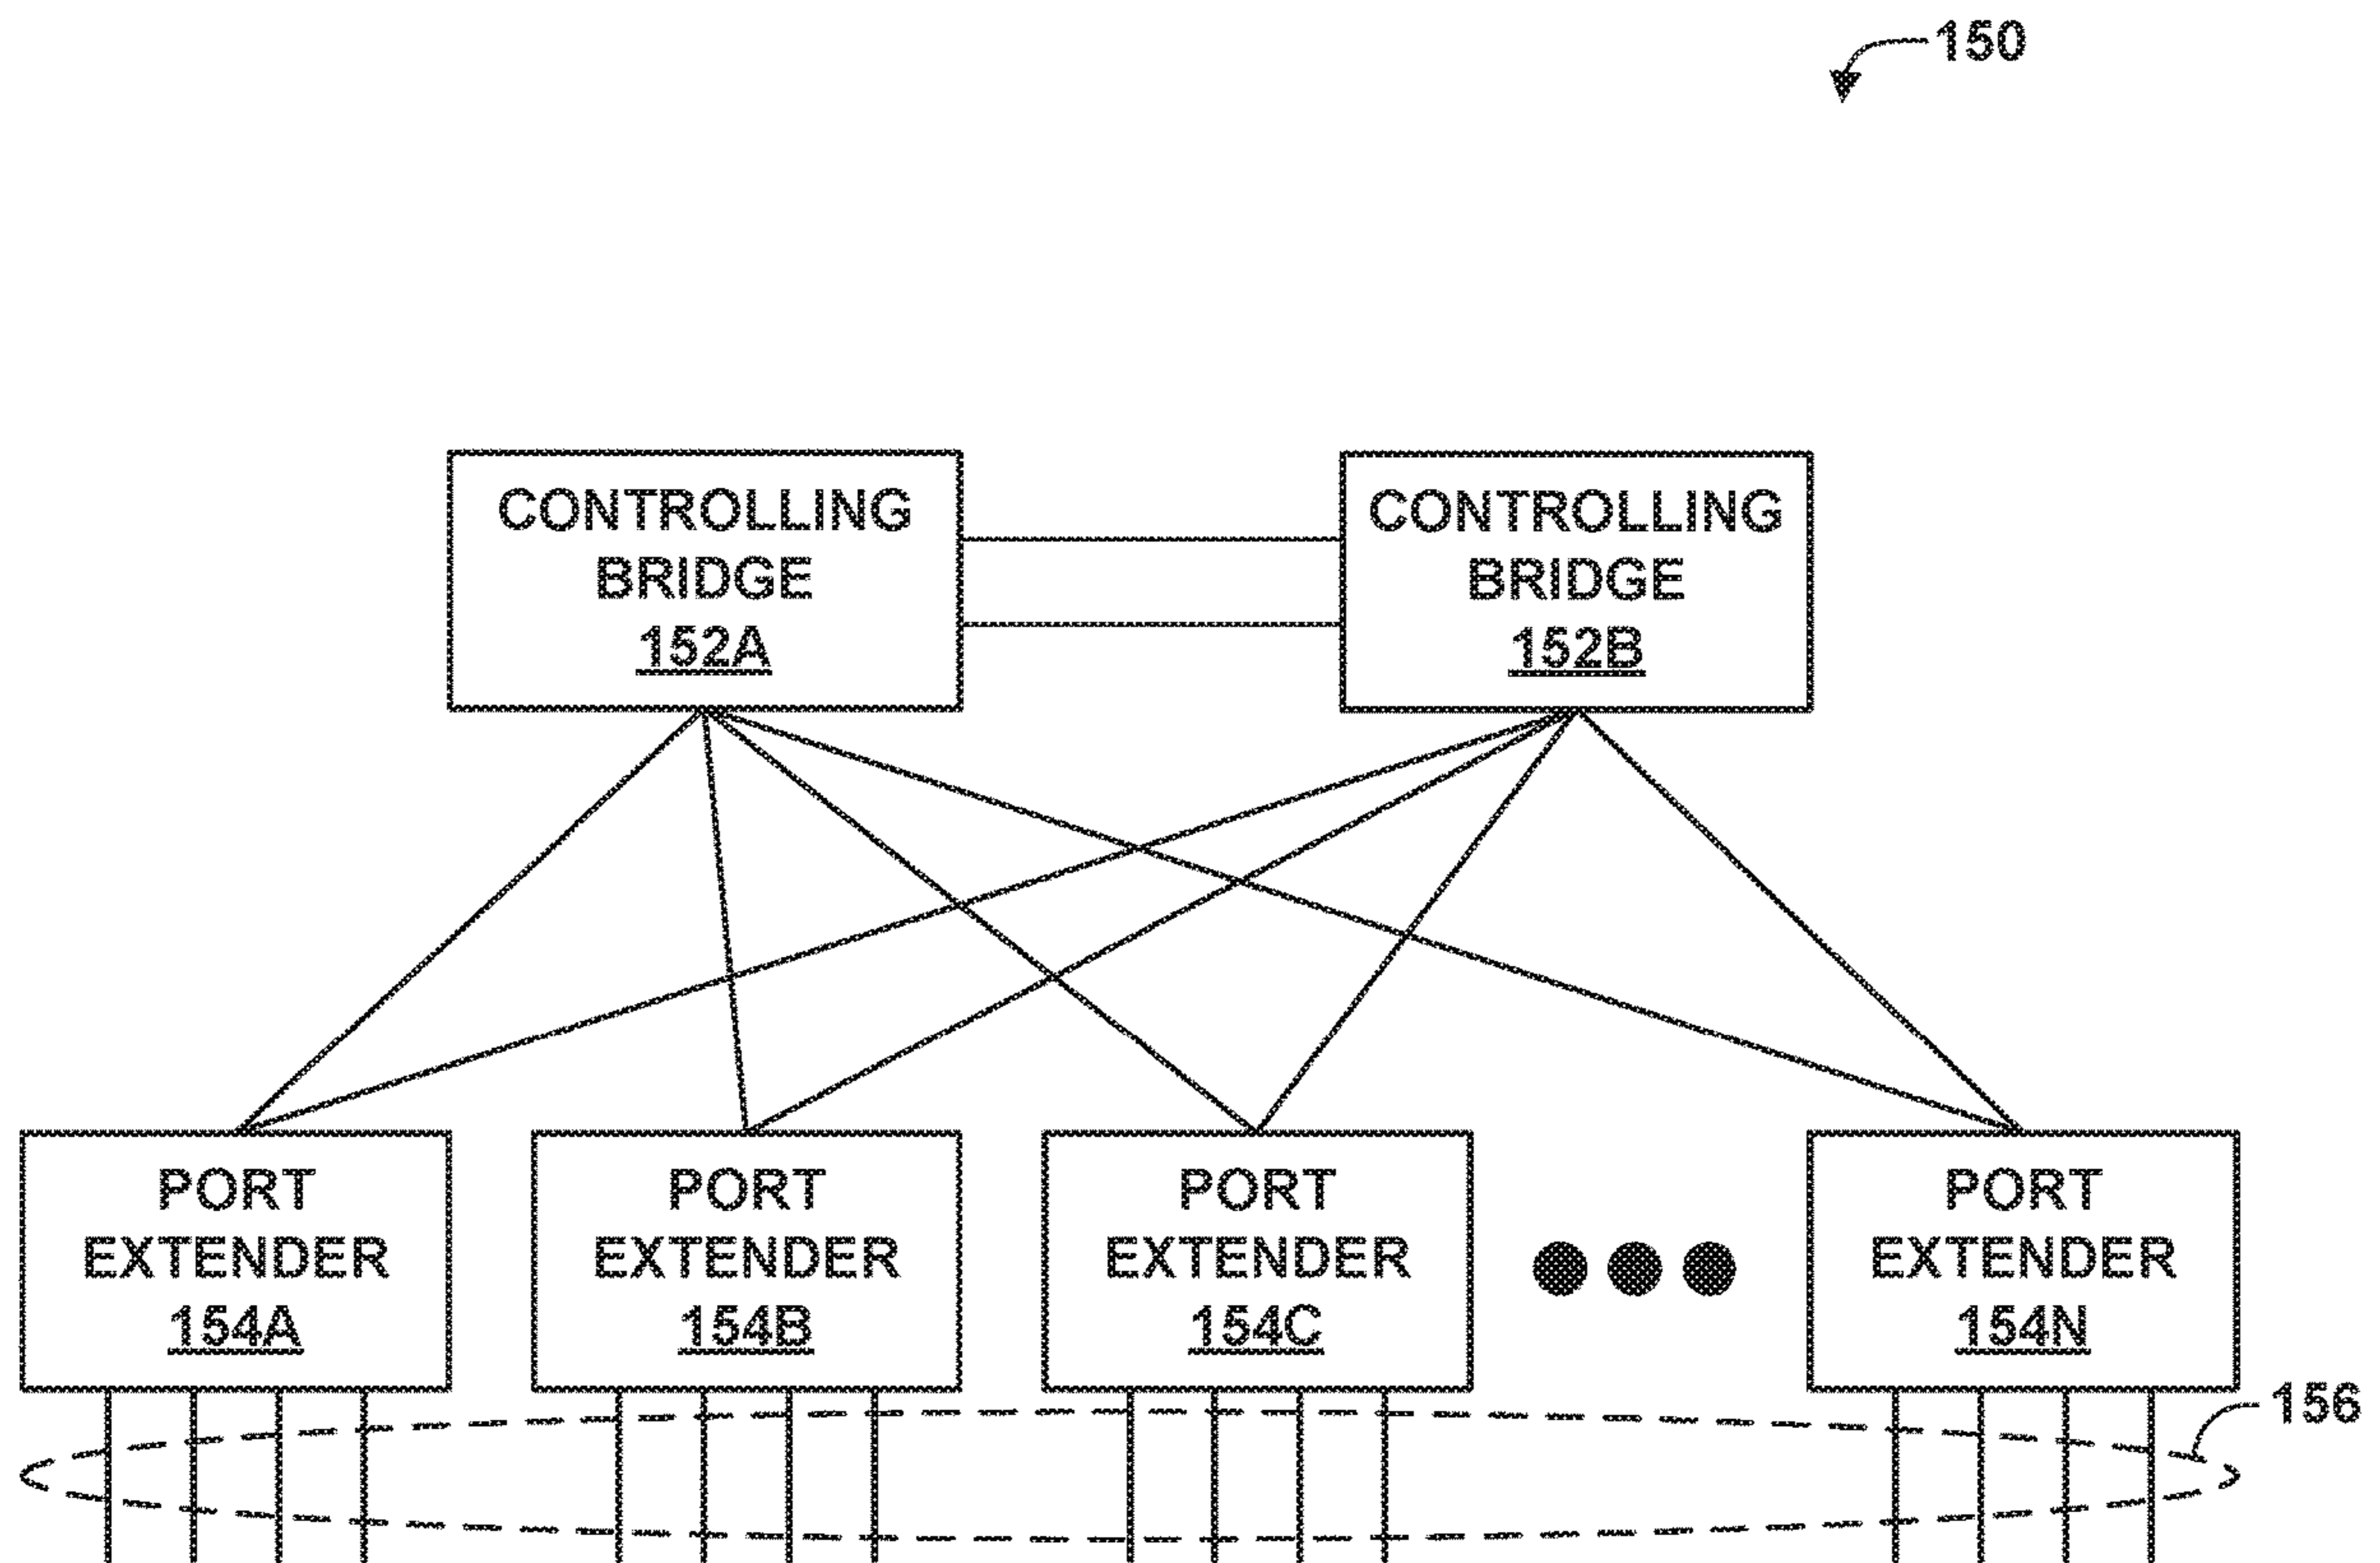 150
CONTROLLING
BRIDGE
152A
CONTROLLING
BRIDGE
152B
PORT
EXTENDER
154A
PORT
EXTENDER
154B
PORT
EXTENDER
154C
PORT
EXTENDER
154N
156